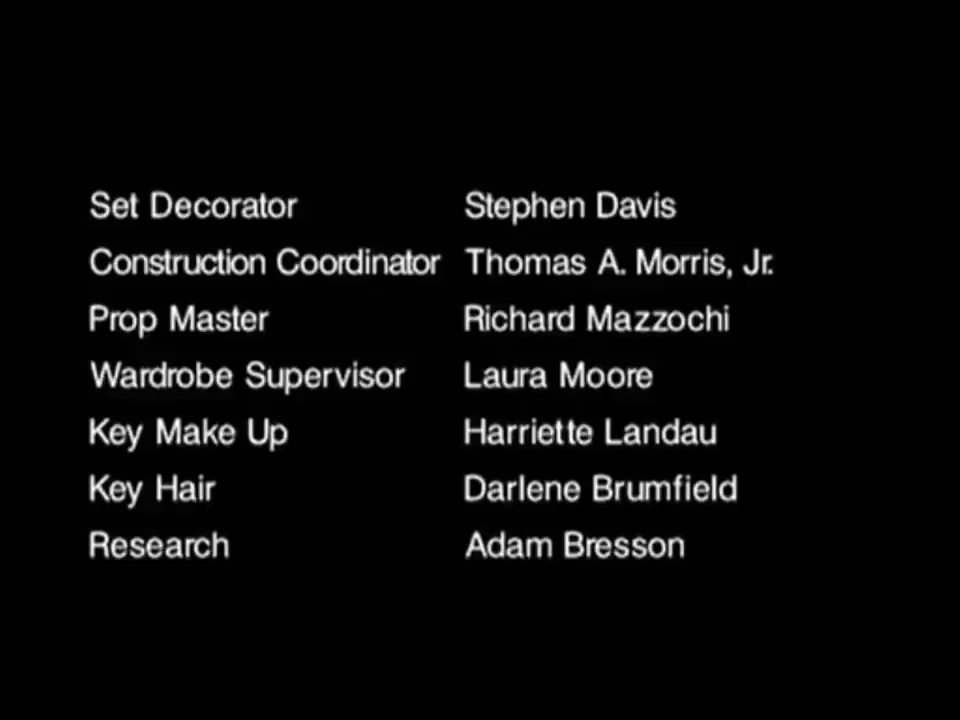 Set Decorator Stephen Davis
Construction Coordinator Thomas A. Morris, Jr.
Prop Master Richard Mazzochi
Wardrobe Supervisor Laura Moore
Key Make Up Harriette Landau
Key Hair Darlene Brumfield
Research Adam Bresson